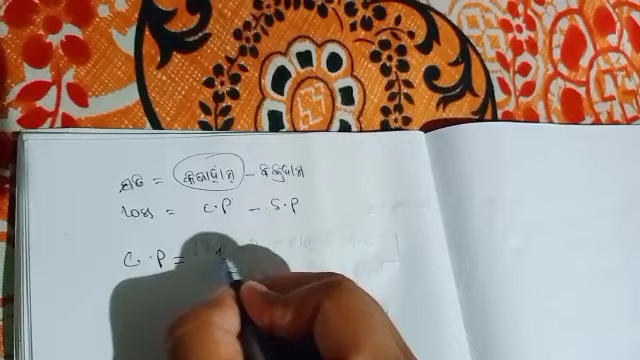 କ୍ଷତି = କିଣାଦାମ୍ - ବିକ୍ରିଦାମ
Loss = C.P - S.P
C.P =